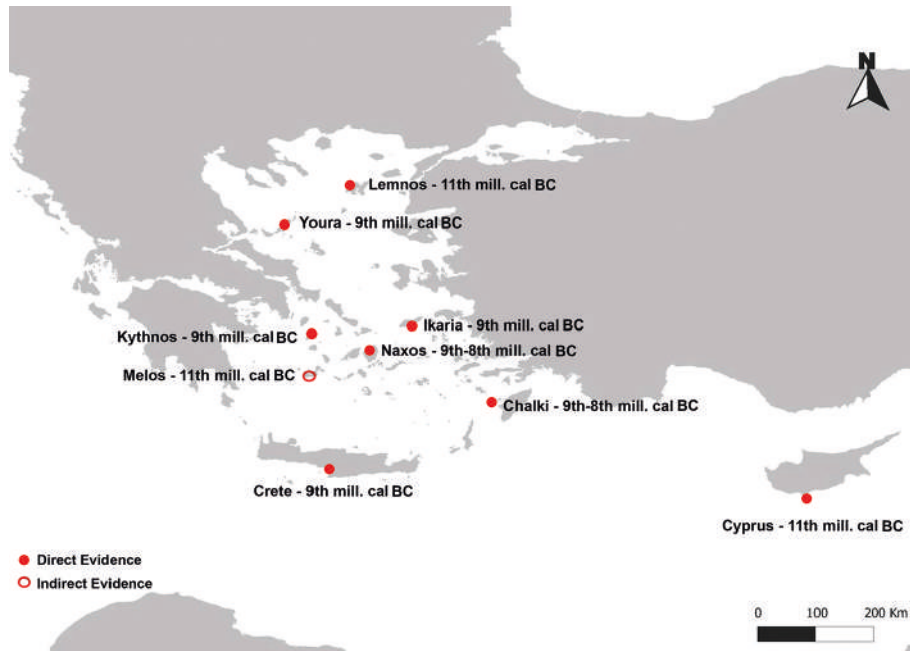 N
Lemnos - 11th mill. cal BC
Youra - 9th mill. cal BC
Ikaria - 9th mill. cal BC
Kythnos - 9th mill. cal BC
Naxos - 9th-8th mill. cal BC
Melos - 11th mill. cal BC
Chalki - 9th-8th mill. cal BC
Crete - 9th mill. cal BC
Cyprus - 11th mill. cal BC
Direct Evidence
Indirect Evidence
0 100 200 Km